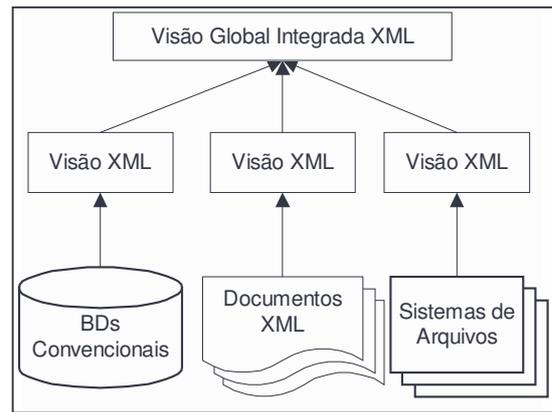 Visão Global Integrada XML
Visão XML
Visão XML
Visão XML
BDs
Convencionais
Documentos
XML
Sistemas de
Arquivos